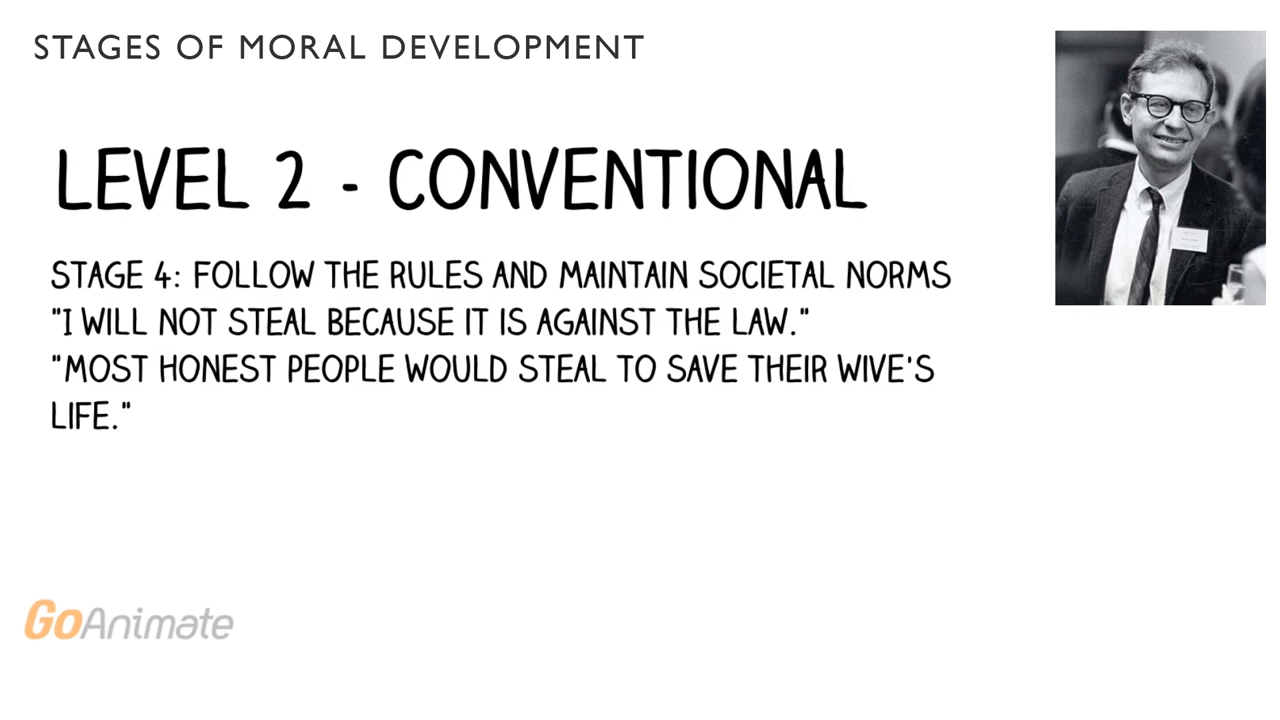 STAGES OF MORAL DEVELOPMENT
LEVEL 2 - CONVENTIONAL
STAGE 4: FOLLOW THE RULES AND MAINTAIN SOCIETAL NORMS
"I WILL NOT STEAL BECAUSE IT IS AGAINST THE LAW."
"MOST HONEST PEOPLE WOULD STEAL TO SAVE THEIR WIVE'S
LIFE."
GoAnimate